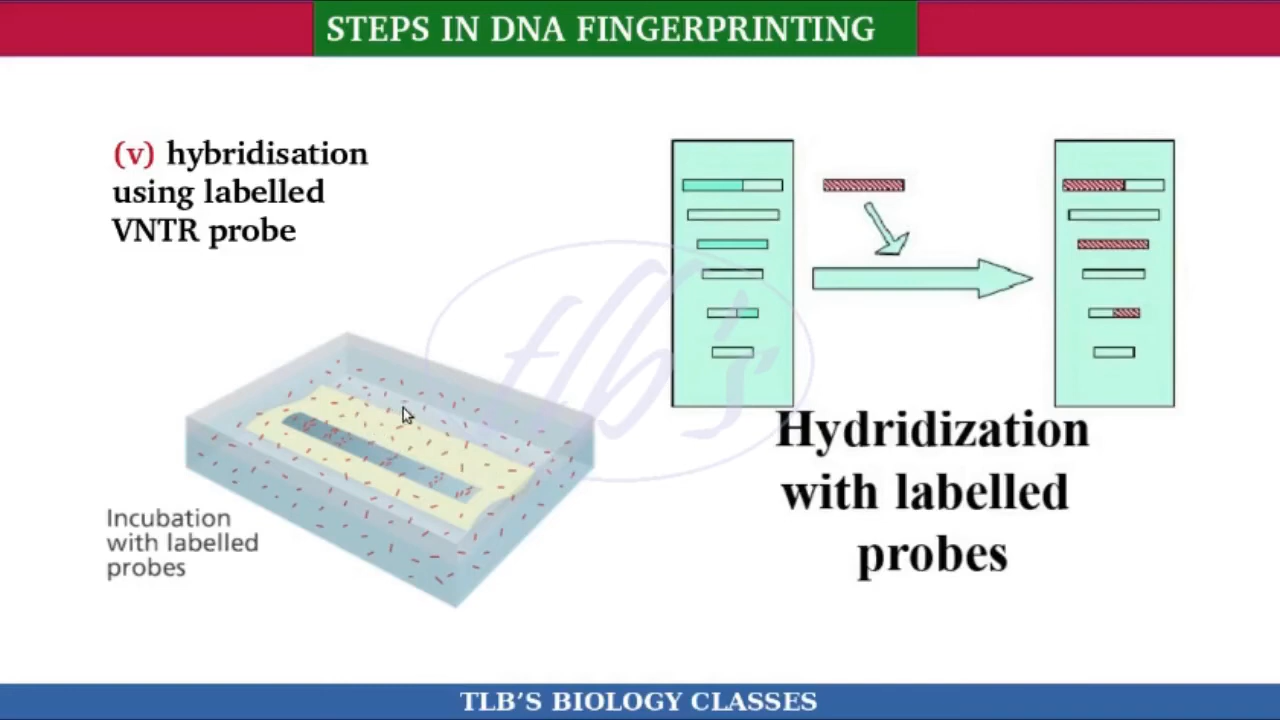 STEPS IN DNA FINGERPRINTING
(v) hybridisation
using labelled
VNTR probe
tlb's
Hydridization
with labelled
probes
Incubation
with labelled
probes
TLB'S BIOLOGY CLASSES